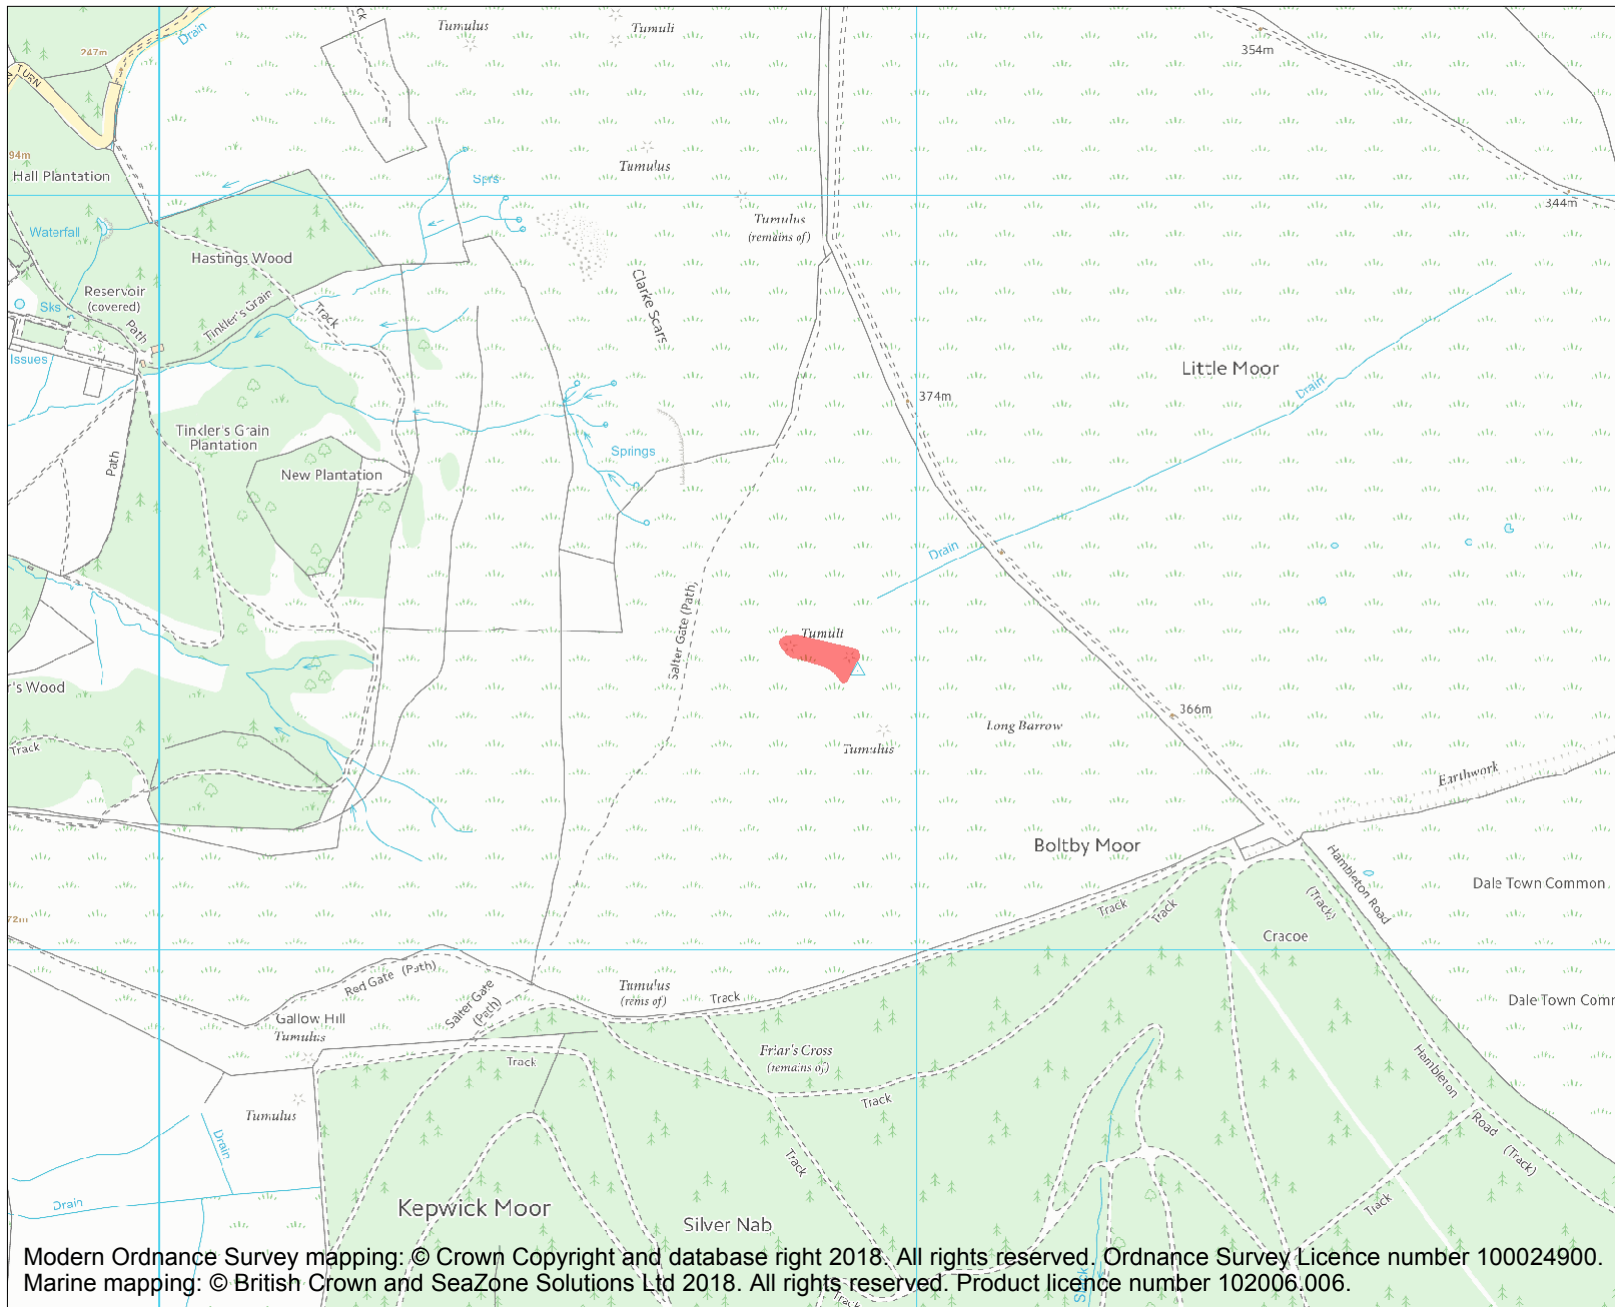 CK
Tumulus
Tumuli
Drain
354m
247m
TURN
94m
Hall Plantation
Tumulus
Sprs
344m
Waterfall
Tumulus
(remains of)
Hastings Wood
Reservoir
(covered)
Sks
Path
Tinkler's Grain
Track
Clarke Scars
Issues
Little Moor
Drain
374m
Tinkler's Grain
Plantation
Path
New Plantation
Springs
Drain
Salter Gate (Path)
Tumuli
r's Wood
366m
Long Barrow
Track
Tumulus
Earthwork
Boltby Moor
Hambleton Road
(Track)
Dale Town Common
Track
Track
72m
Cracoe
Red Gate (Path)
Salter Gate
(Path)
Tumulus
(rems of)
Track
Dale Town Comm
Gallow Hill
Tumulus
Track
Friar's Cross
(remains of)
Hambleton
Road
(Track)
Track
Tumulus
Drain
Track
Drain
Track
Kepwick Moor
Silver Nab
Modern Ordnance Survey mapping: © Crown Copyright and database right 2018. All rights reserved. Ordnance Survey Licence number 100024900.
Marine mapping: © British Crown and SeaZone Solutions Ltd 2018. All rights reserved. Product licence number 102006.006.
Track